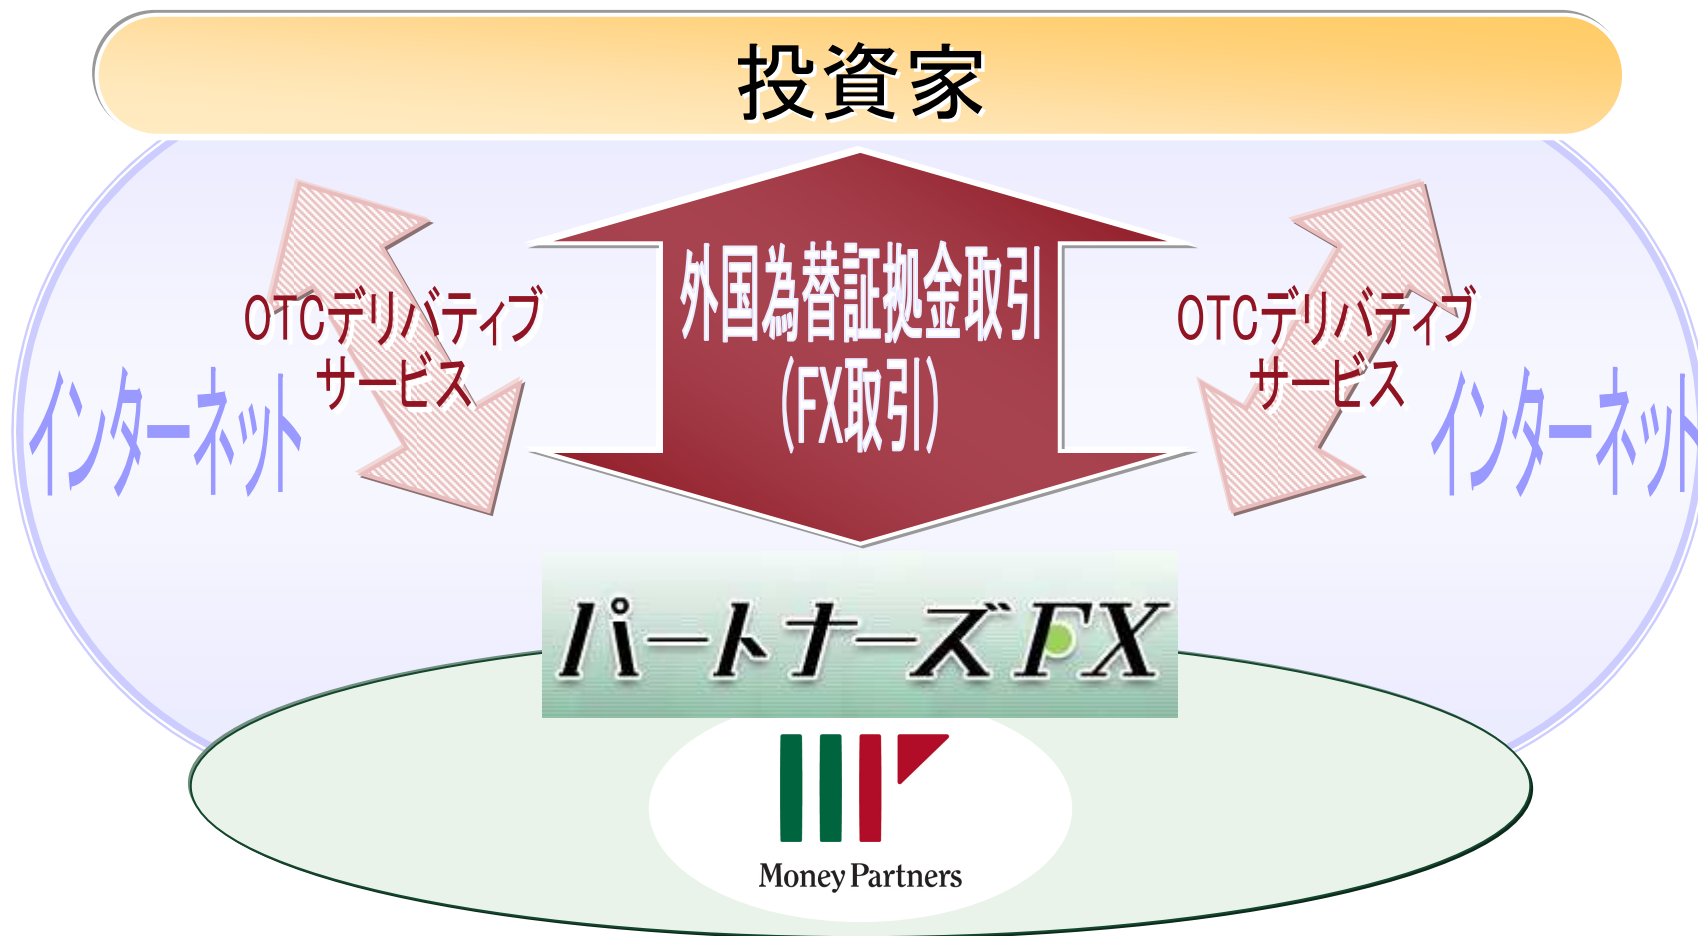 投資家
外国為替証拠金取引
(FX取引)
OTCデリバティブ
サービス
OTCデリバティブ
サービス
インターネット
インターネット
パートナーズFX
Money Partners